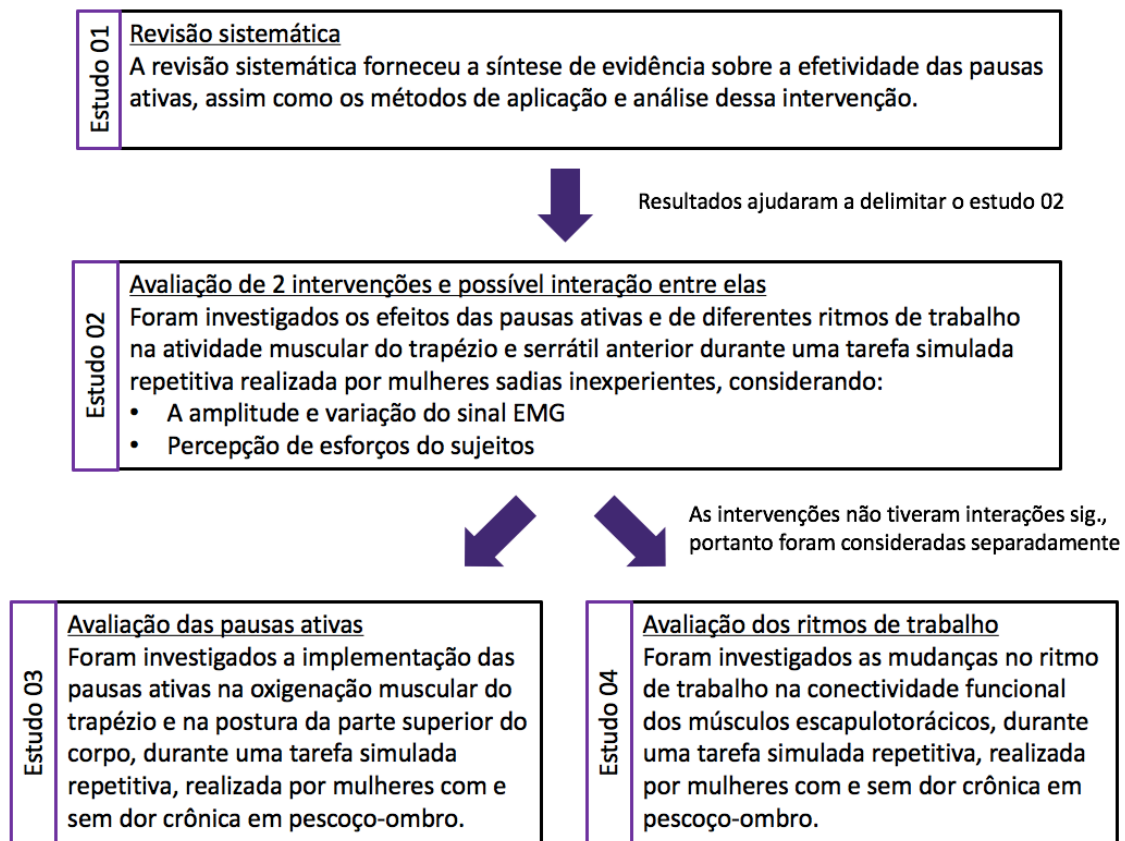 Estudo 01
Revisão sistemática
A revisão sistemática forneceu a síntese de evidência sobre a efetividade das pausas
ativas, assim como os métodos de aplicação e análise dessa intervenção.
Resultados ajudaram a delimitar o estudo 02
Estudo 02
Avaliação de 2 intervenções e possível interação entre elas
Foram investigados os efeitos das pausas ativas e de diferentes ritmos de trabalho
na atividade muscular do trapézio e serrátil anterior durante uma tarefa simulada
repetitiva realizada por mulheres sadias inexperientes, considerando:
• A amplitude e variação do sinal EMG
• Percepção de esforços do sujeitos
As intervenções não tiveram interações sig.,
portanto foram consideradas separadamente
Estudo 03
Avaliação das pausas ativas
Foram investigados a implementação das
pausas ativas na oxigenação muscular do
trapézio e na postura da parte superior do
corpo, durante uma tarefa simulada
repetitiva, realizada por mulheres com e
sem dor crônica em pescoço-ombro.
Estudo 04
Avaliação dos ritmos de trabalho
Foram investigados as mudanças no ritmo
de trabalho na conectividade funcional
dos músculos escapulotorácicos, durante
uma tarefa simulada repetitiva, realizada
por mulheres com e sem dor crônica em
pescoço-ombro.